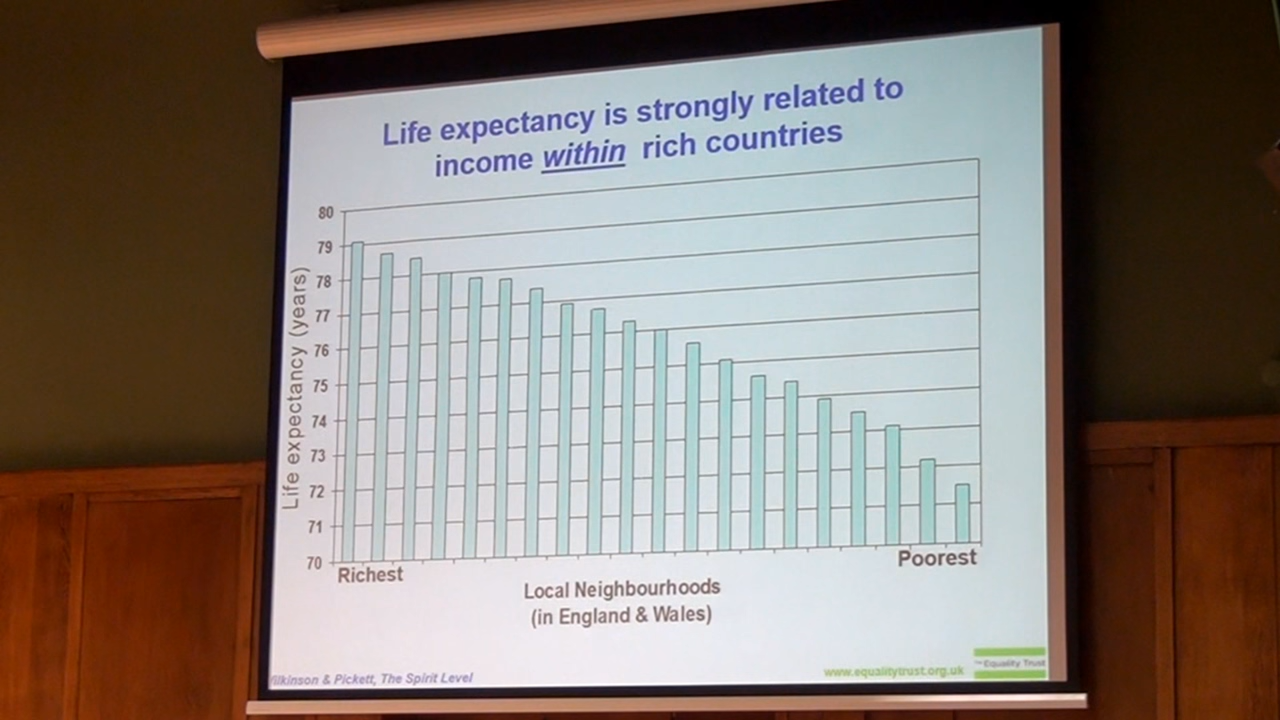 Life expectancy is strongly related to
income within rich countries
80
79
78
77
76
75
74
73
72
71
70
Life expectancy (years)
Richest
Poorest
Local Neighbourhoods
(in England & Wales)
ilkinson & Pickett, The Spirit Level
www.equalitytrust.org.uk
The Equality Trust